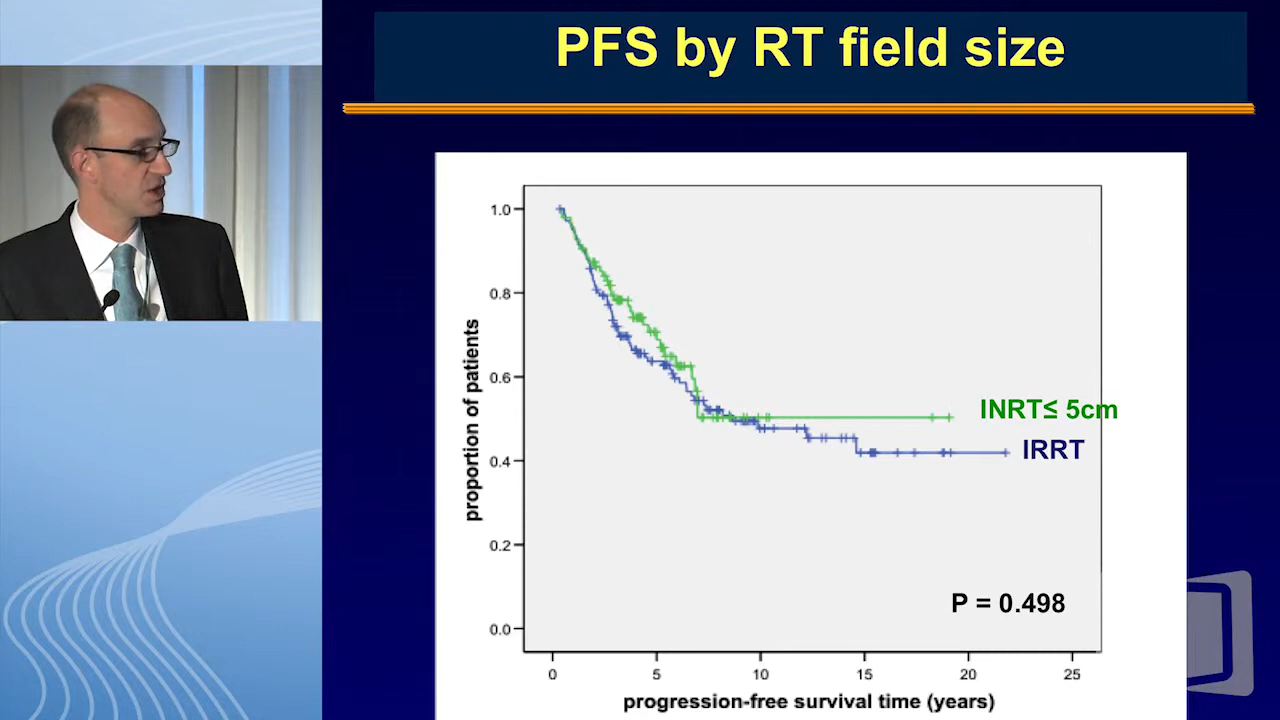 PFS by RT field size
proportion of patients
1.0
0.8
0.6
0.4
0.2
0.0
INRT≤ 5cm
IRRT
P = 0.498
0 5 10 15 20 25
progression-free survival time (years)